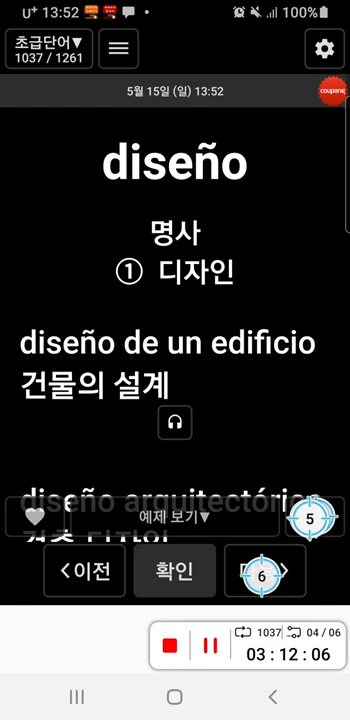 U+ 13:52 100%
초급단어▼
1037 / 1261
5월 15일 (일) 13:52
coupang
diseño
명사
① 디자인
diseño de un edificio
건물의 설계
diseño
예제 보기▼
5
<이전
확인
6
1037
04 / 06
03 : 12 : 06